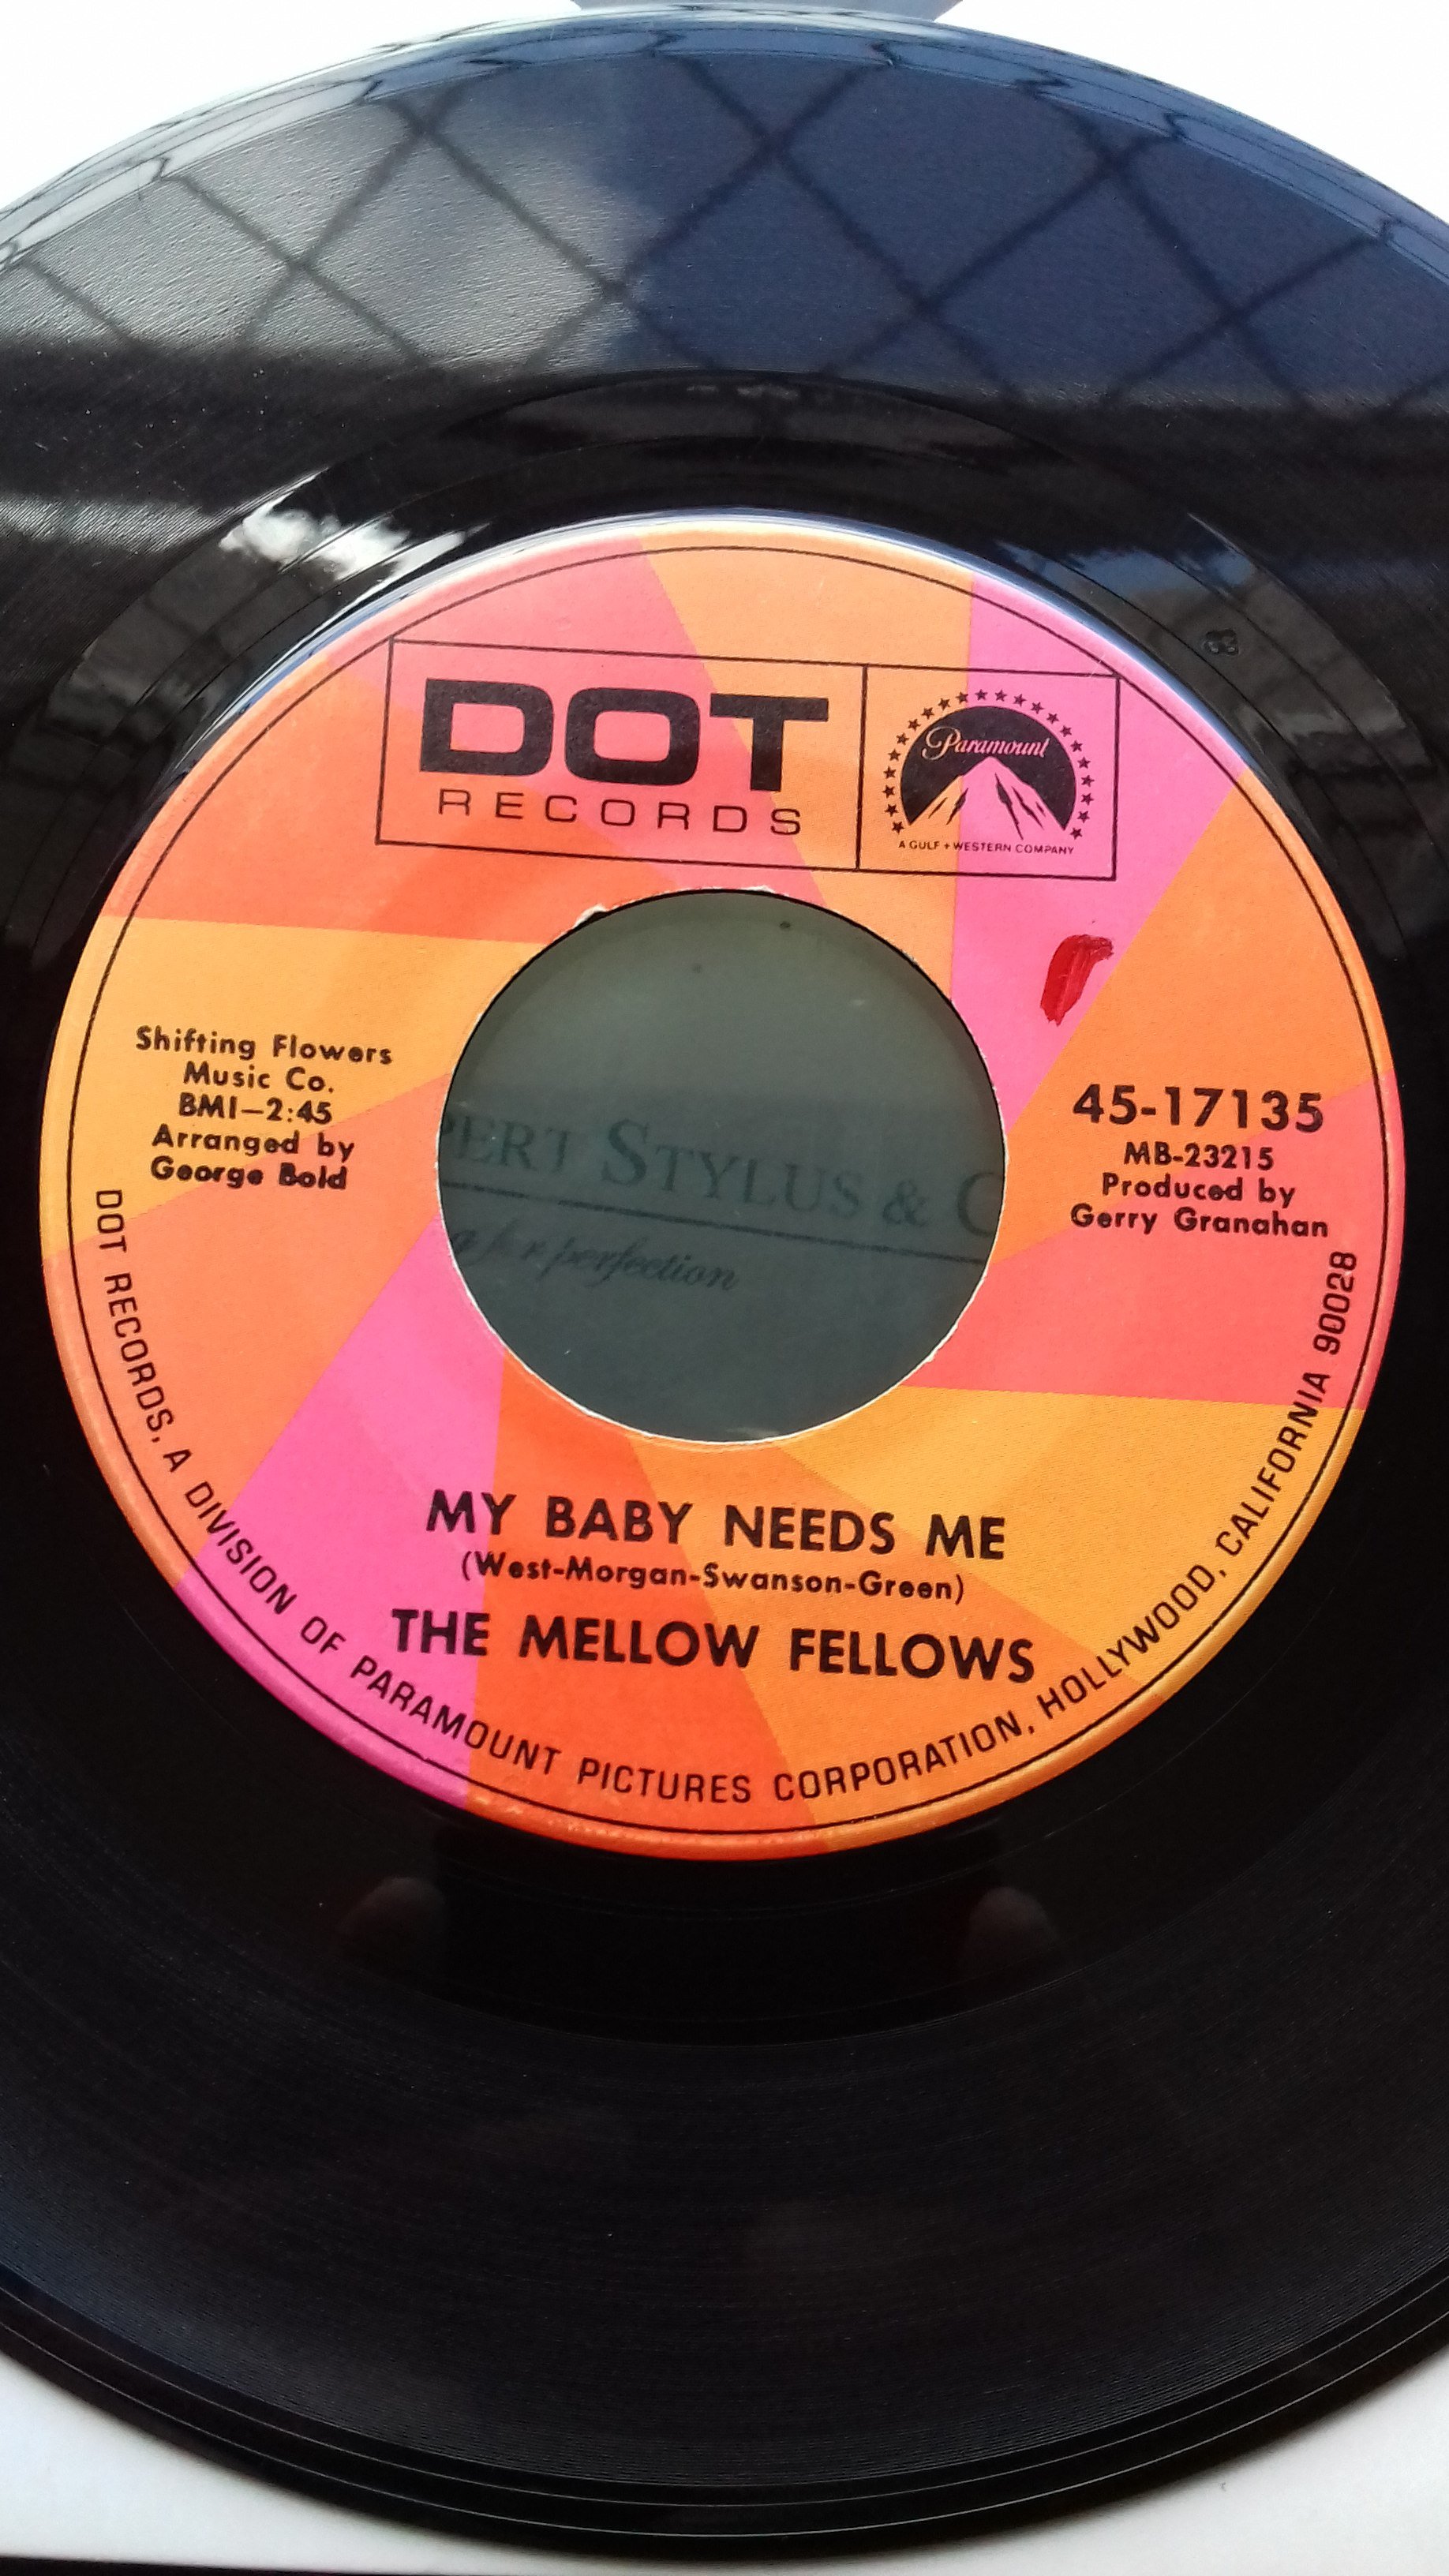 DOT
RECORDS
Paramount
A GULF + WESTERN COMPANY
Shifting Flowers
Music Co.
BMI—2:45
Arranged by
George Bold
45-17135
MB-23215
Produced by
Gerry Granahan
STYLUS &
perfection
MY BABY NEEDS ME
(West-Morgan-Swanson-Green)
THE MELLOW FELLOWS
DOT RECORDS, A DIVISION OF PARAMOUNT PICTURES CORPORATION, HOLLYWOOD, CALIFORNIA 90028